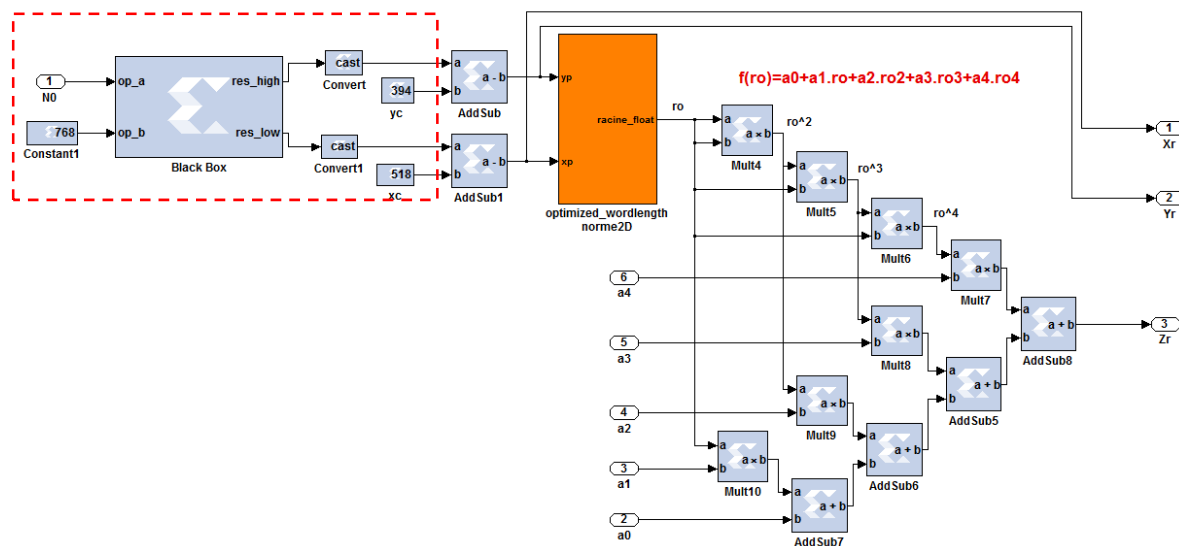 1
N0
768
Constant1
op_a
op_b
res_high
res_low
Black Box
cast
Convert
cast
Convert1
394
yc
518
xc
a
b
a - b
AddSub
a
b
a - b
AddSub1
yp
xp
racine_float
optimized_wordlength
norme2D
ro
f(ro)=a0+a1.ro+a2.ro2+a3.ro3+a4.ro4
a
b
a × b
Mult4
ro^2
a
b
a × b
Mult5
ro^3
a
b
a × b
Mult6
ro^4
a
b
a × b
Mult7
6
a4
5
a3
a
b
a × b
Mult8
4
a2
a
b
a × b
Mult9
3
a1
a
b
a × b
Mult10
2
a0
a
b
a + b
AddSub7
a
b
a + b
AddSub6
a
b
a + b
AddSub5
a
b
a + b
AddSub8
1
Xr
2
Yr
3
Zr